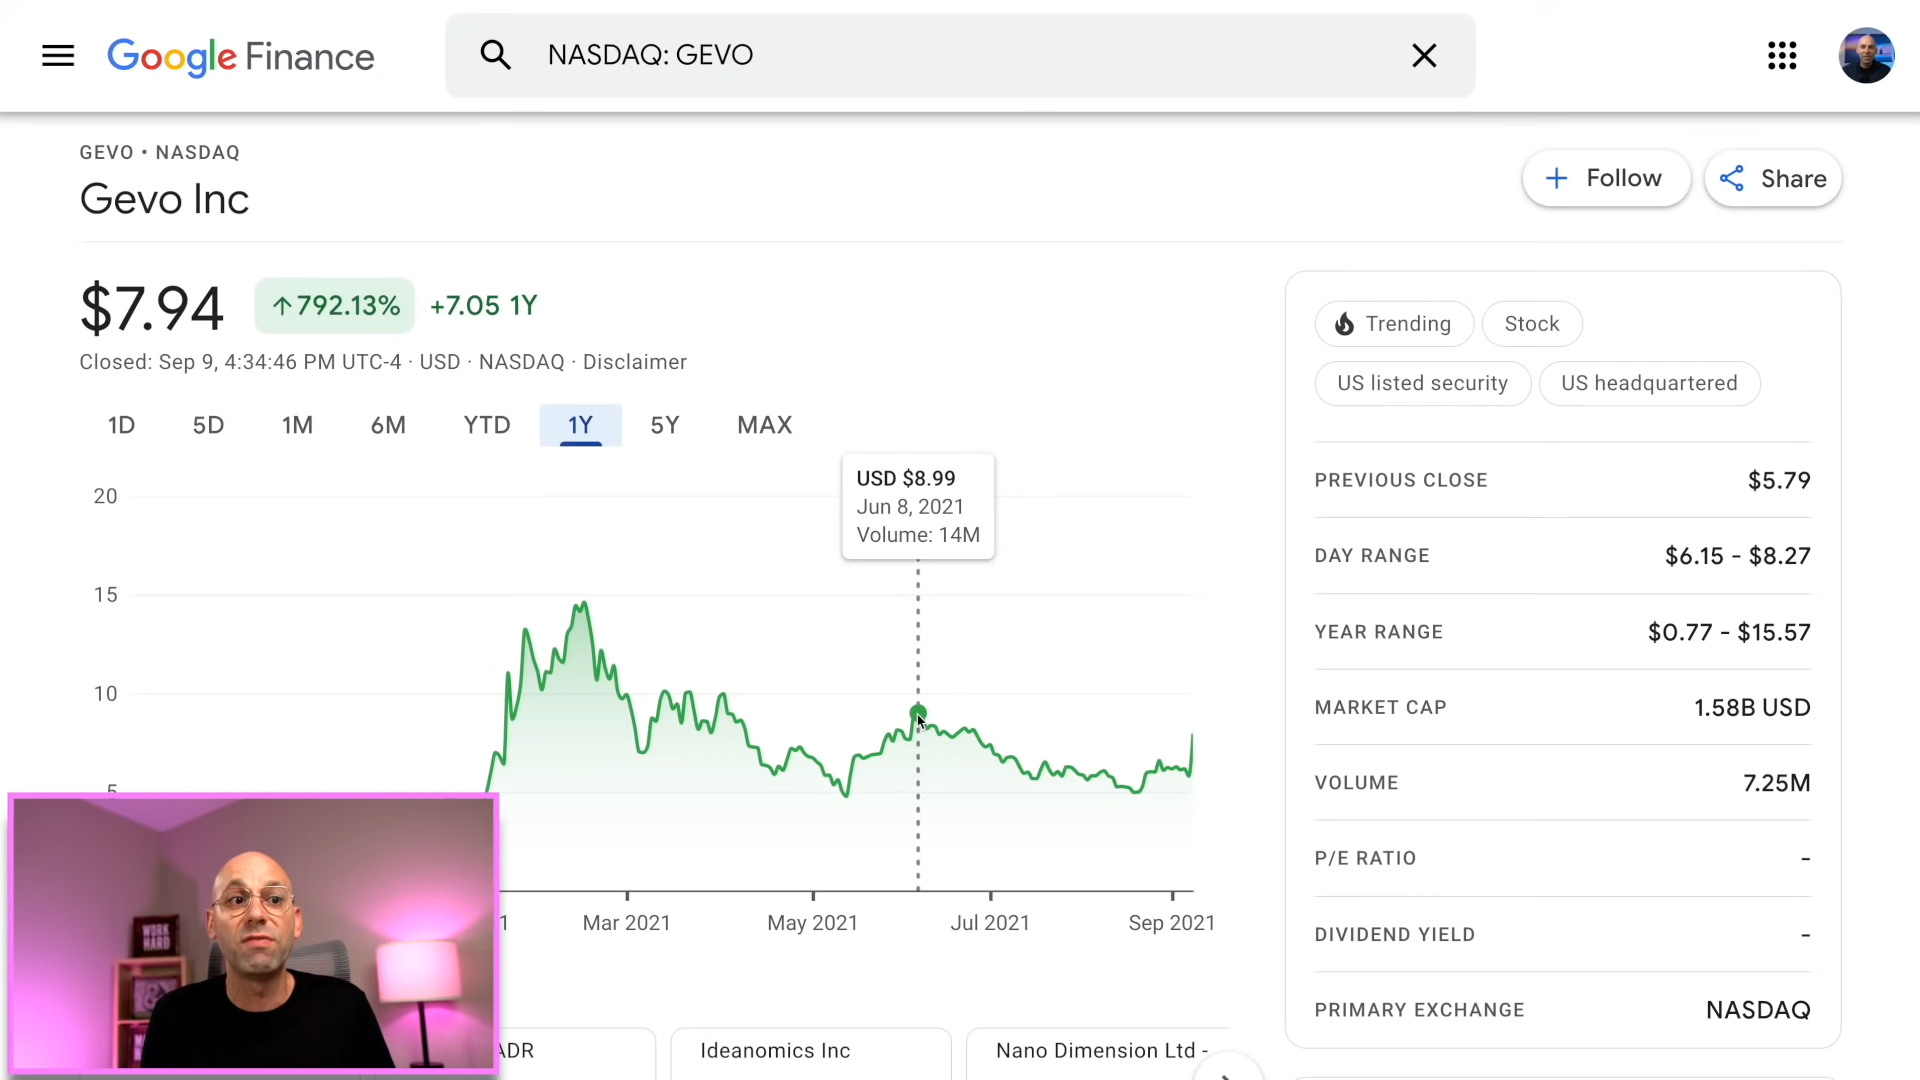 Google Finance
NASDAQ: GEVO
GEVO • NASDAQ
Gevo Inc
Follow
Share
$7.94
↑792.13%
+7.05 1Y
Closed: Sep 9, 4:34:46 PM UTC-4 · USD · NASDAQ · Disclaimer
1D 5D 1M 6M YTD 1Y 5Y MAX
USD $8.99
Jun 8, 2021
Volume: 14M
20
15
10
5
1 Mar 2021 May 2021 Jul 2021 Sep 2021
Trending
Stock
US listed security
US headquartered
PREVIOUS CLOSE $5.79
DAY RANGE $6.15 - $8.27
YEAR RANGE $0.77 - $15.57
MARKET CAP 1.58B USD
VOLUME 7.25M
P/E RATIO -
DIVIDEND YIELD -
PRIMARY EXCHANGE NASDAQ
WORK
HARD
ADR
Ideanomics Inc
Nano Dimension Ltd -